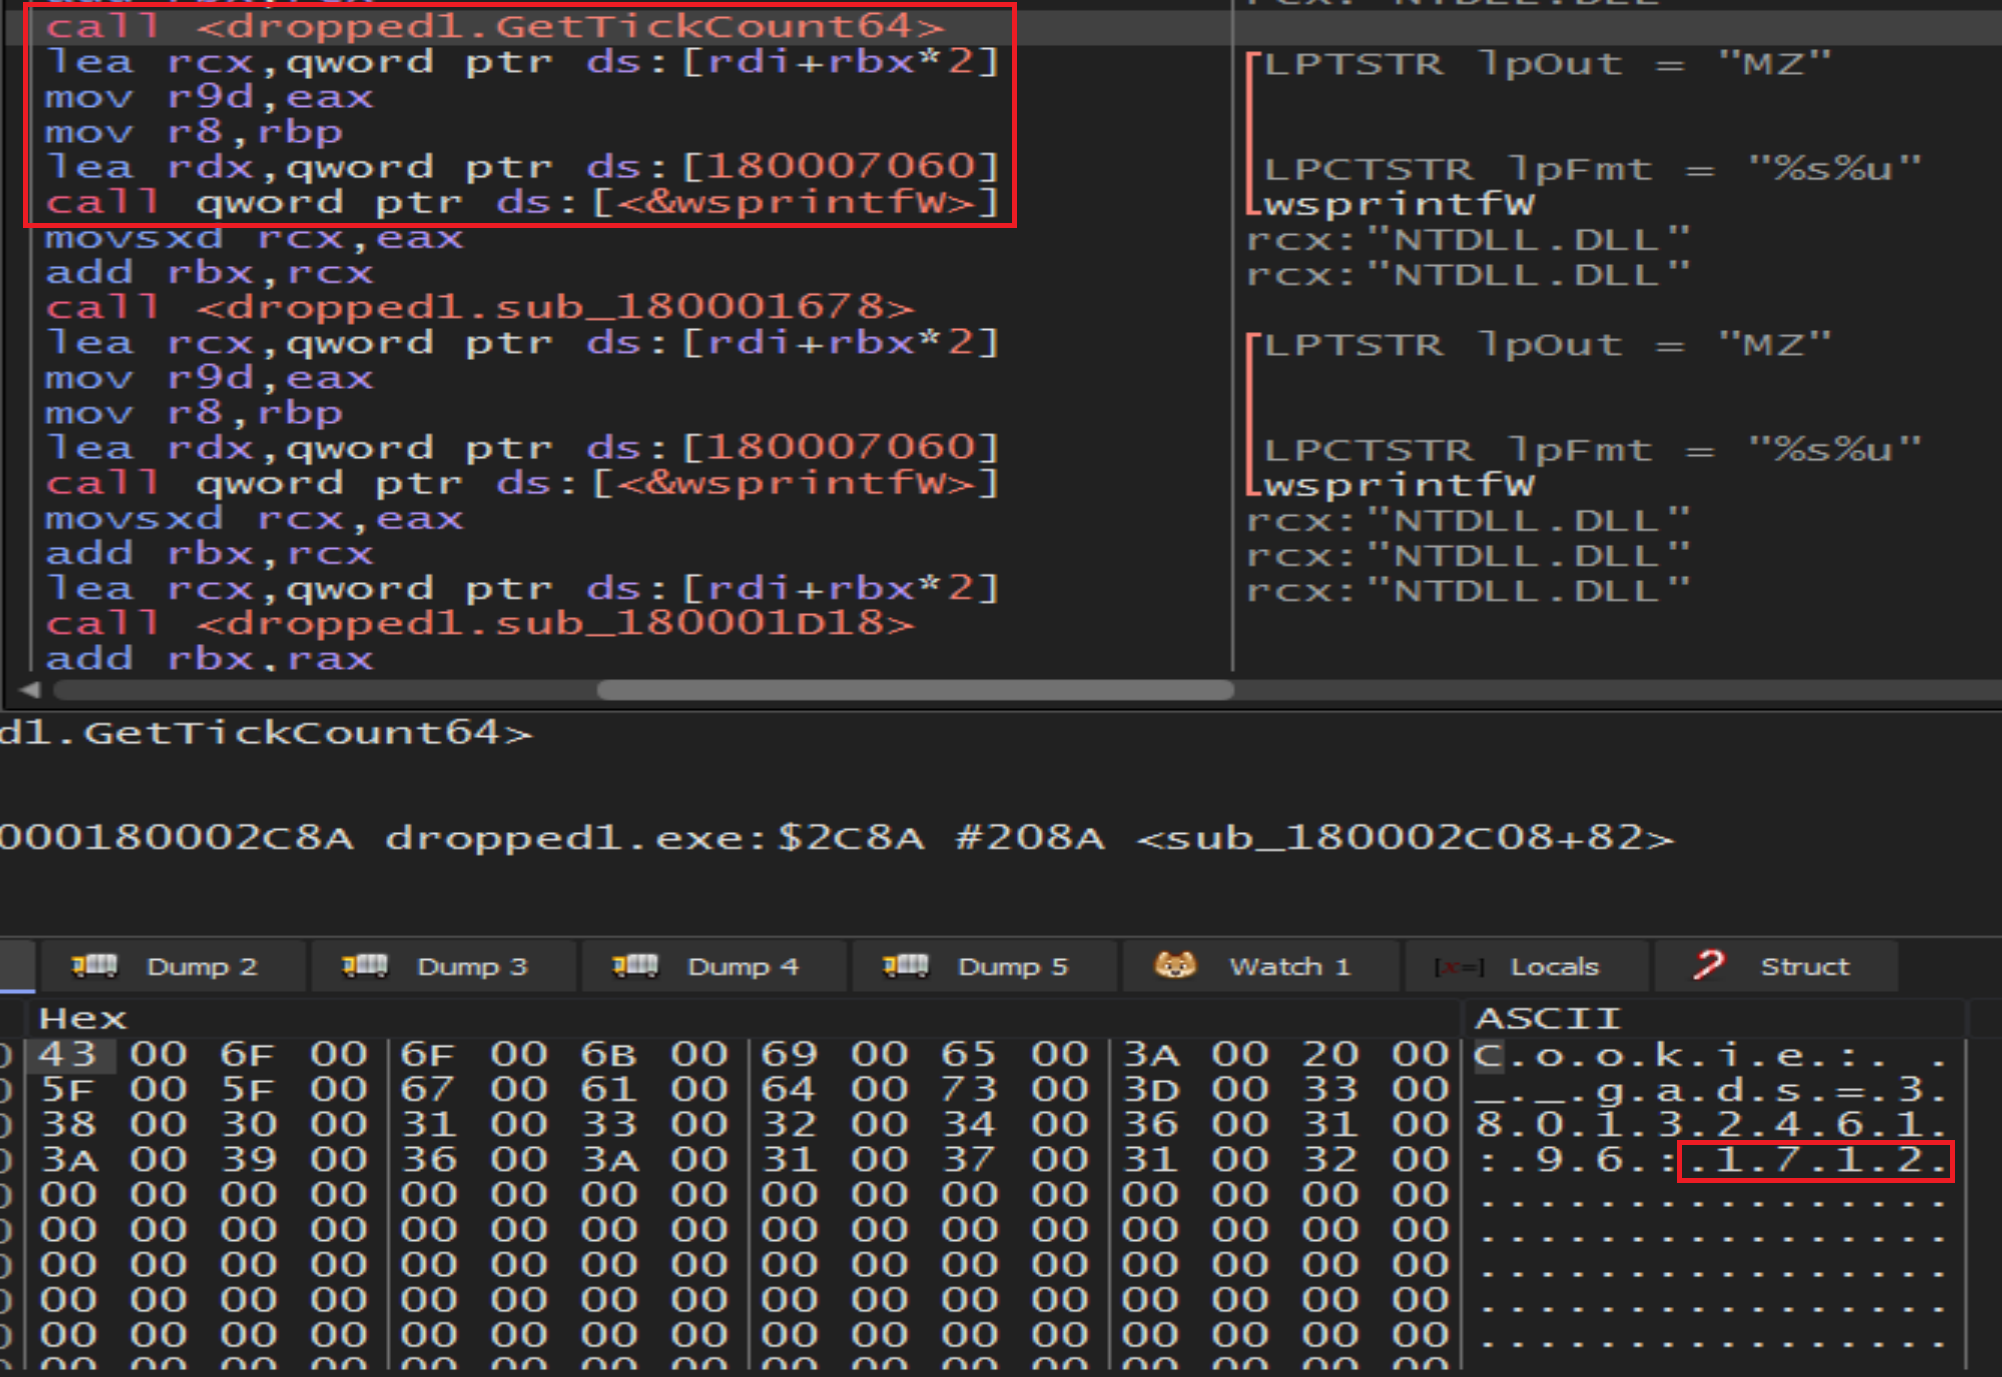 call <dropped1.GetTickCount64>
lea rcx,qword ptr ds:[rdi+rbx*2] LPTSTR lpOut = "MZ"
mov r9d,eax
mov r8,rbp
lea rdx,qword ptr ds:[180007060] LPCTSTR lpFmt = "%s%u"
call qword ptr ds:[<&wsprintfW>] wsprintfW
movsxd rcx,eax rcx:"NTDLL.DLL"
add rbx,rcx rcx:"NTDLL.DLL"
call <dropped1.sub_180001678>
lea rcx,qword ptr ds:[rdi+rbx*2] LPTSTR lpOut = "MZ"
mov r9d,eax
mov r8,rbp
lea rdx,qword ptr ds:[180007060] LPCTSTR lpFmt = "%s%u"
call qword ptr ds:[<&wsprintfW>] wsprintfW
movsxd rcx,eax rcx:"NTDLL.DLL"
add rbx,rcx rcx:"NTDLL.DLL"
lea rcx,qword ptr ds:[rdi+rbx*2] rcx:"NTDLL.DLL"
call <dropped1.sub_180001D18>
add rbx,rax
d1.GetTickCount64>
000180002C8A dropped1.exe:$2C8A #208A <sub_180002C08+82>
Dump 2 Dump 3 Dump 4 Dump 5 Watch 1 [x=] Locals Struct
Hex ASCII
43 00 6F 00 6F 00 6B 00 69 00 65 00 3A 00 20 00 C.o.o.k.i.e.:. .
5F 00 5F 00 67 00 61 00 64 00 73 00 3D 00 33 00 _._.g.a.d.s.=.3.
38 00 30 00 31 00 33 00 32 00 34 00 36 00 31 00 8.0.1.3.2.4.6.1.
3A 00 39 00 36 00 3A 00 31 00 37 00 31 00 32 00 :.9.6.:.1.7.1.2.
00 00 00 00 00 00 00 00 00 00 00 00 00 00 00 00 ................
00 00 00 00 00 00 00 00 00 00 00 00 00 00 00 00 ................
00 00 00 00 00 00 00 00 00 00 00 00 00 00 00 00 ................
00 00 00 00 00 00 00 00 00 00 00 00 00 00 00 00 ................
00 00 00 00 00 00 00 00 00 00 00 00 00 00 00 00 ................